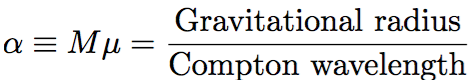 α ≡ Mμ = Gravitational radius / Compton wavelength